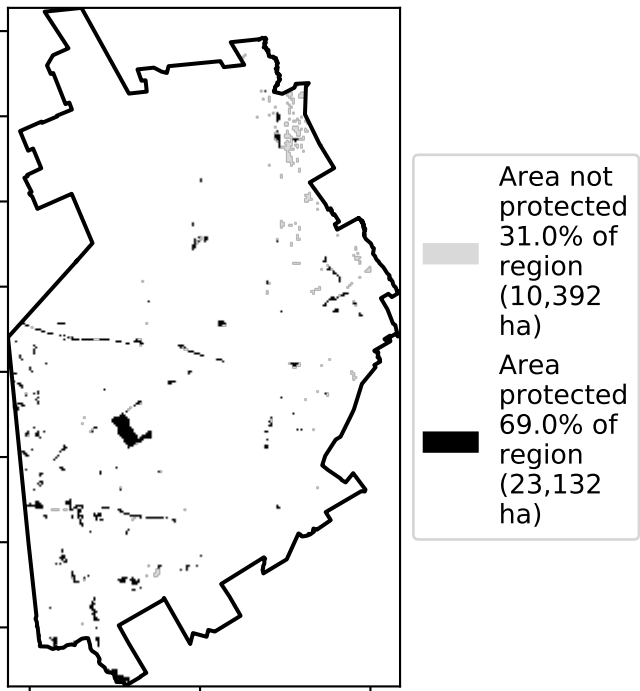 Area not
protected
31.0% of
region
(10,392
ha)
Area
protected
69.0% of
region
(23,132
ha)